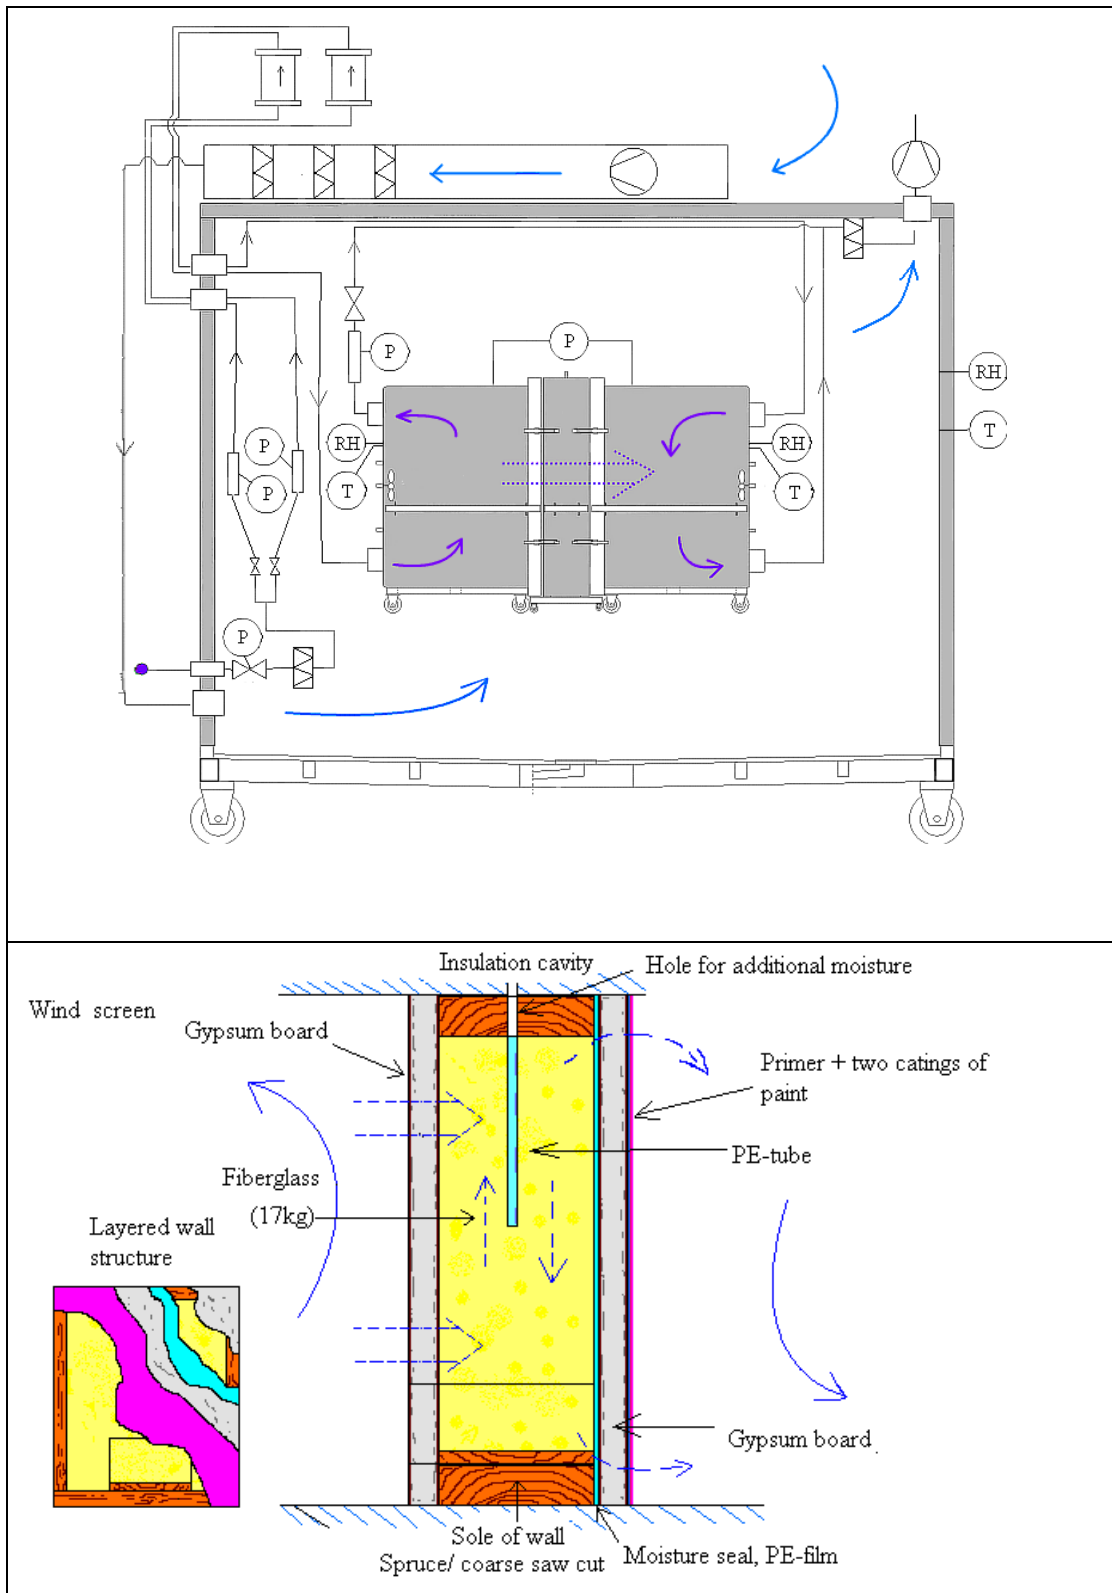 P
P
RH
RH
RH
P
T
P
T
T
P
Insulation cavity
Hole for additional moisture
Wind screen
Gypsum board
Primer + two catings of
paint
PE-tube
Fiberglass
(17kg)
Layered wall
structure
Gypsum board
Sole of wall
Spruce/ coarse saw cut
Moisture seal, PE-film